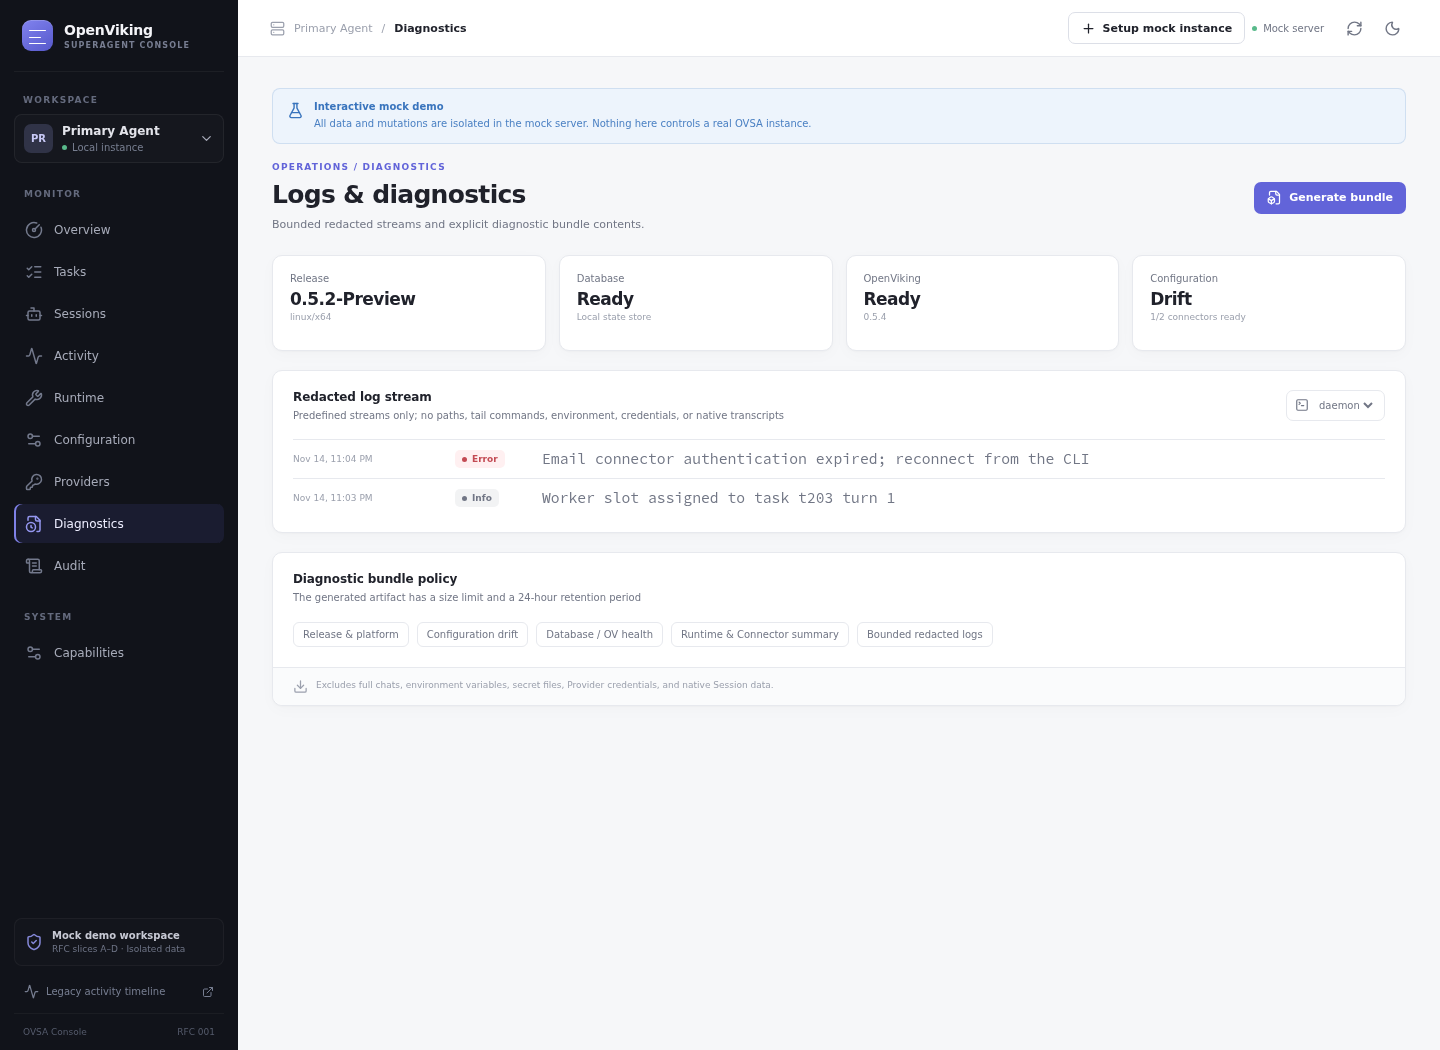 OpenViking
SUPERAGENT CONSOLE
WORKSPACE
PR
Primary Agent
Local instance
MONITOR
Overview
Tasks
Sessions
Activity
Runtime
Configuration
Providers
Diagnostics
Audit
SYSTEM
Capabilities
Mock demo workspace
RFC slices A–D · Isolated data
Legacy activity timeline
OVSA Console RFC 001
Primary Agent / Diagnostics
Setup mock instance
Mock server
Interactive mock demo
All data and mutations are isolated in the mock server. Nothing here controls a real OVSA instance.
OPERATIONS / DIAGNOSTICS
Logs & diagnostics
Bounded redacted streams and explicit diagnostic bundle contents.
Generate bundle
Release
0.5.2-Preview
linux/x64
Database
Ready
Local state store
OpenViking
Ready
0.5.4
Configuration
Drift
1/2 connectors ready
Redacted log stream
Predefined streams only; no paths, tail commands, environment, credentials, or native transcripts
daemon
Nov 14, 11:04 PM Error Email connector authentication expired; reconnect from the CLI
Nov 14, 11:03 PM Info Worker slot assigned to task t203 turn 1
Diagnostic bundle policy
The generated artifact has a size limit and a 24-hour retention period
Release & platform Configuration drift Database / OV health Runtime & Connector summary Bounded redacted logs
Excludes full chats, environment variables, secret files, Provider credentials, and native Session data.